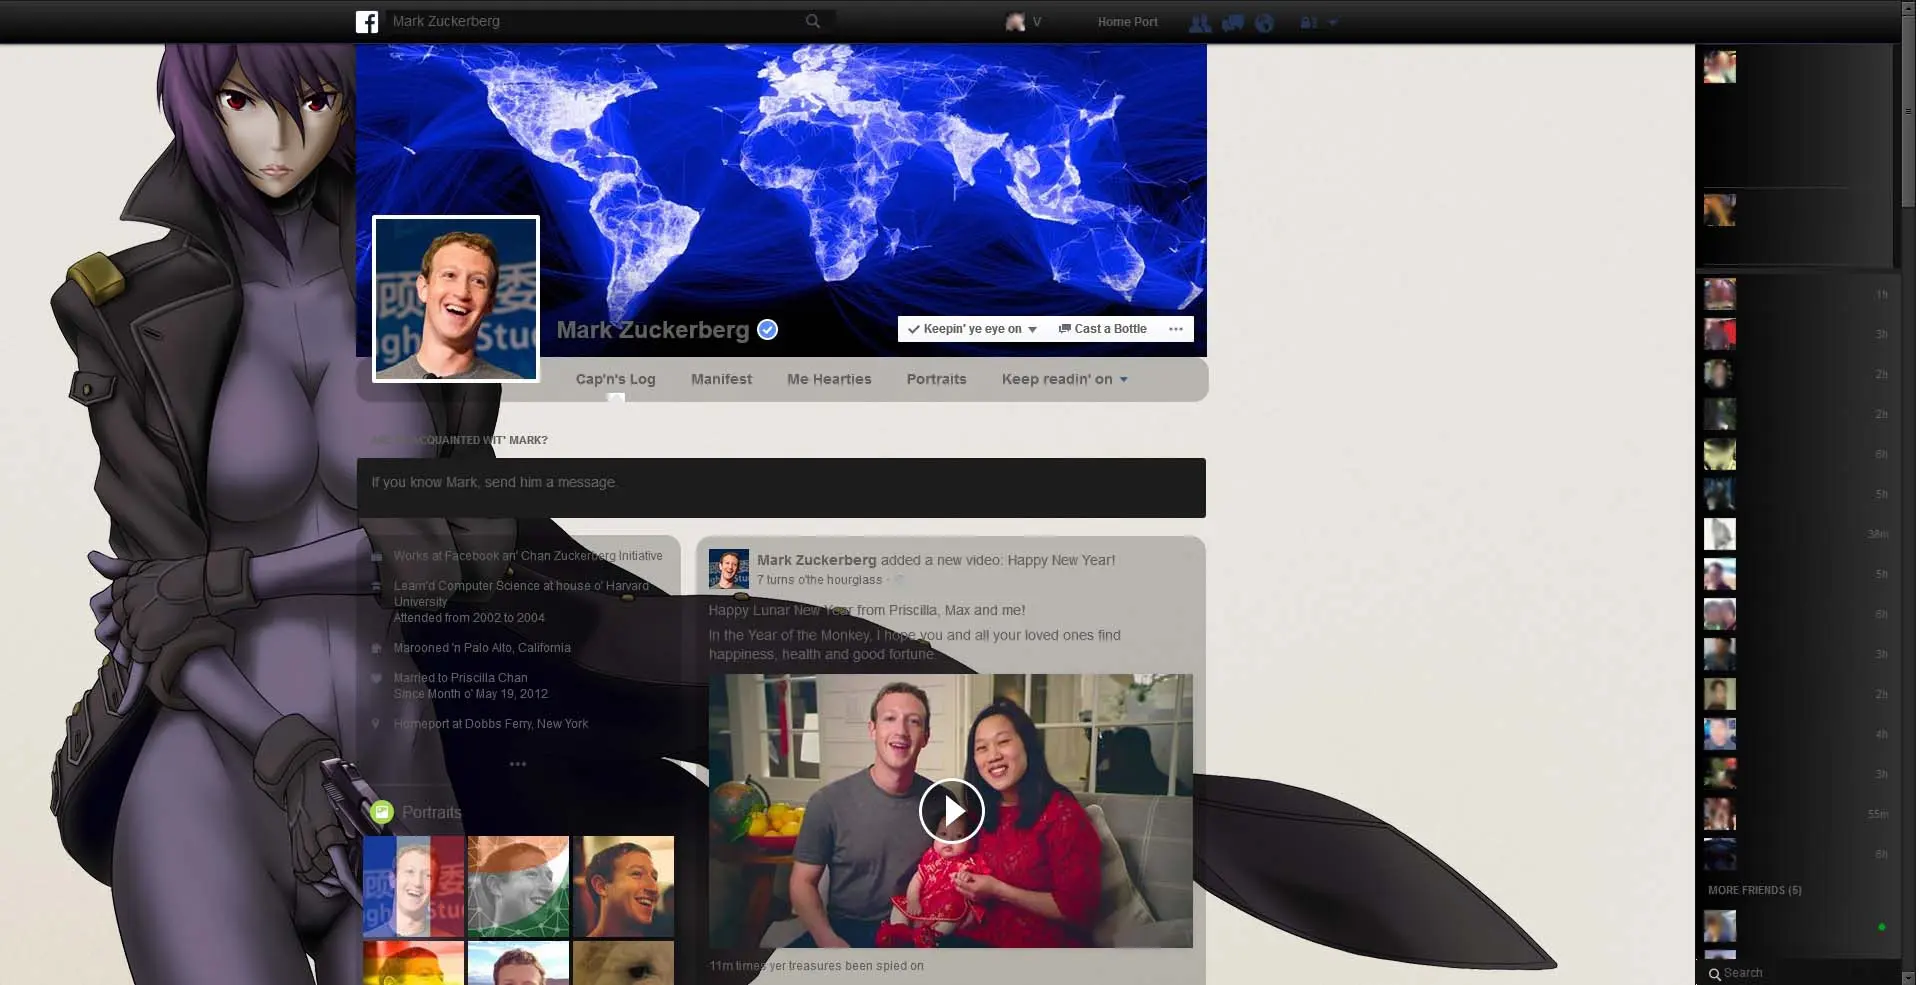 Mark Zuckerberg
V
Home Port
Mark Zuckerberg
Keepin' ye eye on
Cast a Bottle
Cap'n's Log
Manifest
Me Hearties
Portraits
Keep readin' on
ACQUAINTED WIT' MARK?
If you know Mark, send him a message.
Works at Facebook an' Chan Zuckerberg Initiative
Learn'd Computer Science at house o' Harvard
University
Attended from 2002 to 2004
Marooned 'n Palo Alto, California
Married to Priscilla Chan
Since Month o' May 19, 2012
Homeport at Dobbs Ferry, New York
Portraits
Mark Zuckerberg added a new video: Happy New Year!
7 turns o'the hourglass ·
Happy Lunar New Year from Priscilla, Max and me!
In the Year of the Monkey, I hope you and all your loved ones find
happiness, health and good fortune.
11m times yer treasures been spied on
1h
3h
2h
2h
6h
5h
38m
5h
6h
3h
2h
4h
3h
55m
6h
MORE FRIENDS (5)
Search